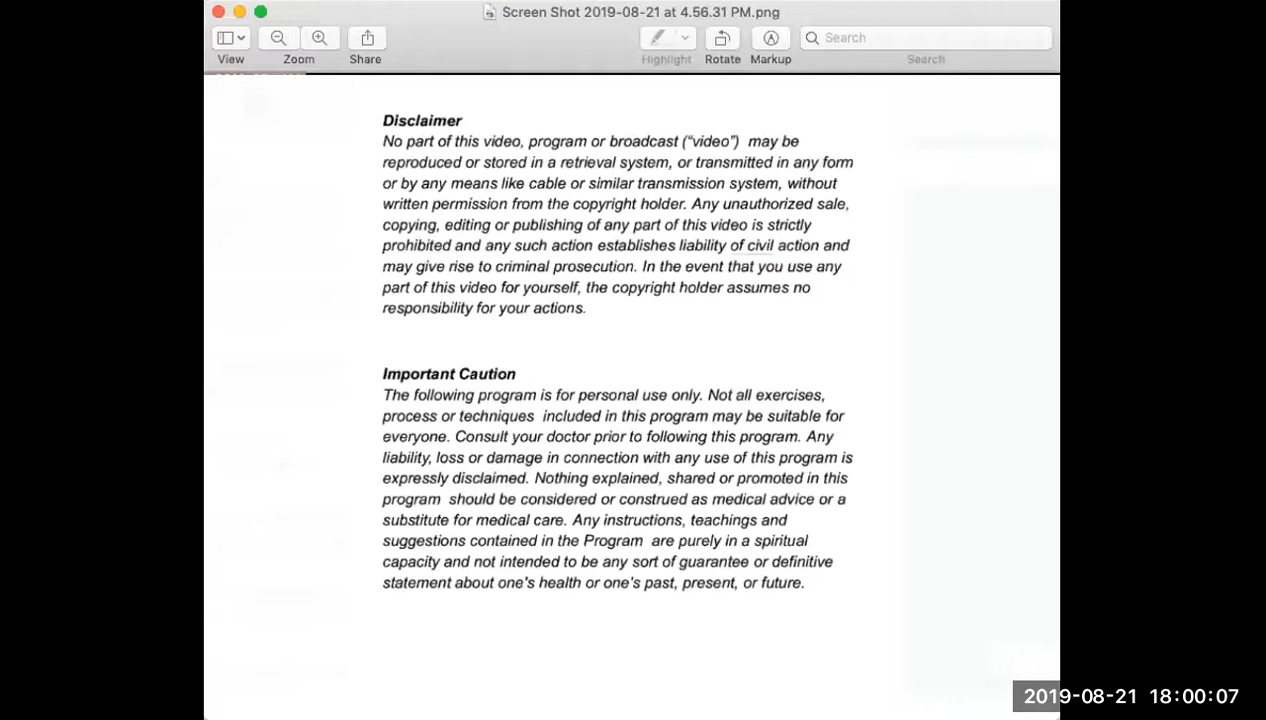 Screen Shot 2019-08-21 at 4.56.31 PM.png
Search
View
Zoom
Share
Highlight
Rotate
Markup
Search
Disclaimer
No part of this video, program or broadcast (“video”) may be
reproduced or stored in a retrieval system, or transmitted in any form
or by any means like cable or similar transmission system, without
written permission from the copyright holder. Any unauthorized sale,
copying, editing or publishing of any part of this video is strictly
prohibited and any such action establishes liability of civil action and
may give rise to criminal prosecution. In the event that you use any
part of this video for yourself, the copyright holder assumes no
responsibility for your actions.
Important Caution
The following program is for personal use only. Not all exercises,
process or techniques included in this program may be suitable for
everyone. Consult your doctor prior to following this program. Any
liability, loss or damage in connection with any use of this program is
expressly disclaimed. Nothing explained, shared or promoted in this
program should be considered or construed as medical advice or a
substitute for medical care. Any instructions, teachings and
suggestions contained in the Program are purely in a spiritual
capacity and not intended to be any sort of guarantee or definitive
statement about one's health or one's past, present, or future.
2019-08-21 18:00:07